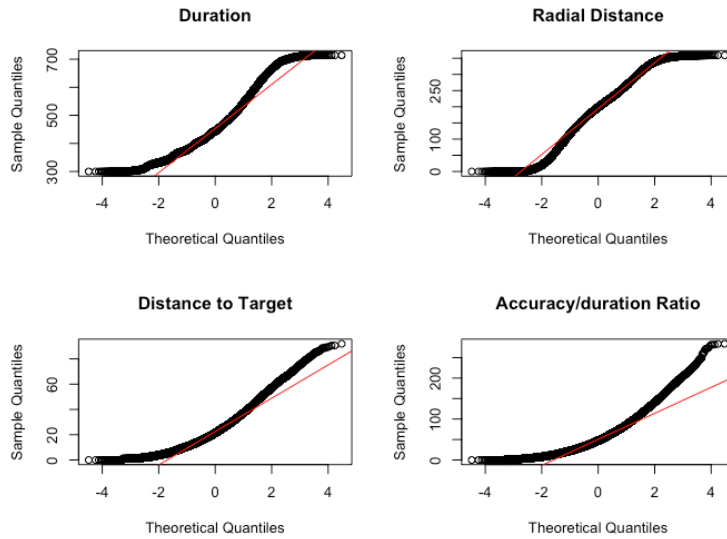 Duration
Sample Quantiles
700
500
300
-4 -2 0 2 4
Theoretical Quantiles
Radial Distance
Sample Quantiles
250
100
0
-4 -2 0 2 4
Theoretical Quantiles
Distance to Target
Sample Quantiles
60
20
0
-4 -2 0 2 4
Theoretical Quantiles
Accuracy/duration Ratio
Sample Quantiles
200
100
0
-4 -2 0 2 4
Theoretical Quantiles